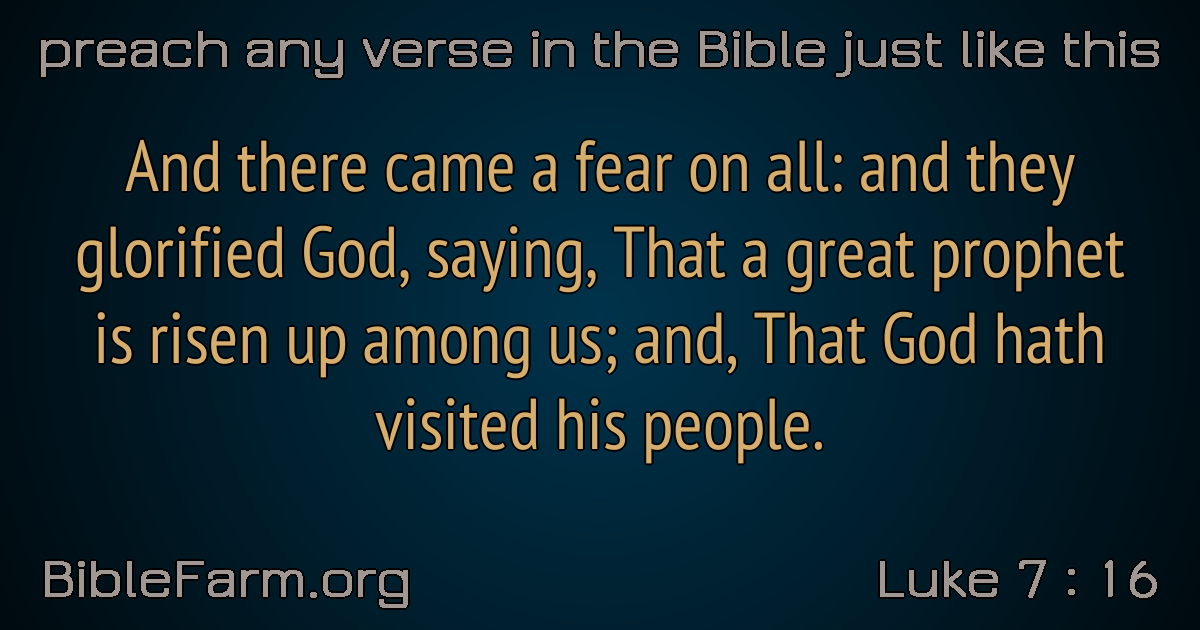 preach any verse in the Bible just like this
And there came a fear on all: and they
glorified God, saying, That a great prophet
is risen up among us; and, That God hath
visited his people.
BibleFarm.org
Luke 7 : 16